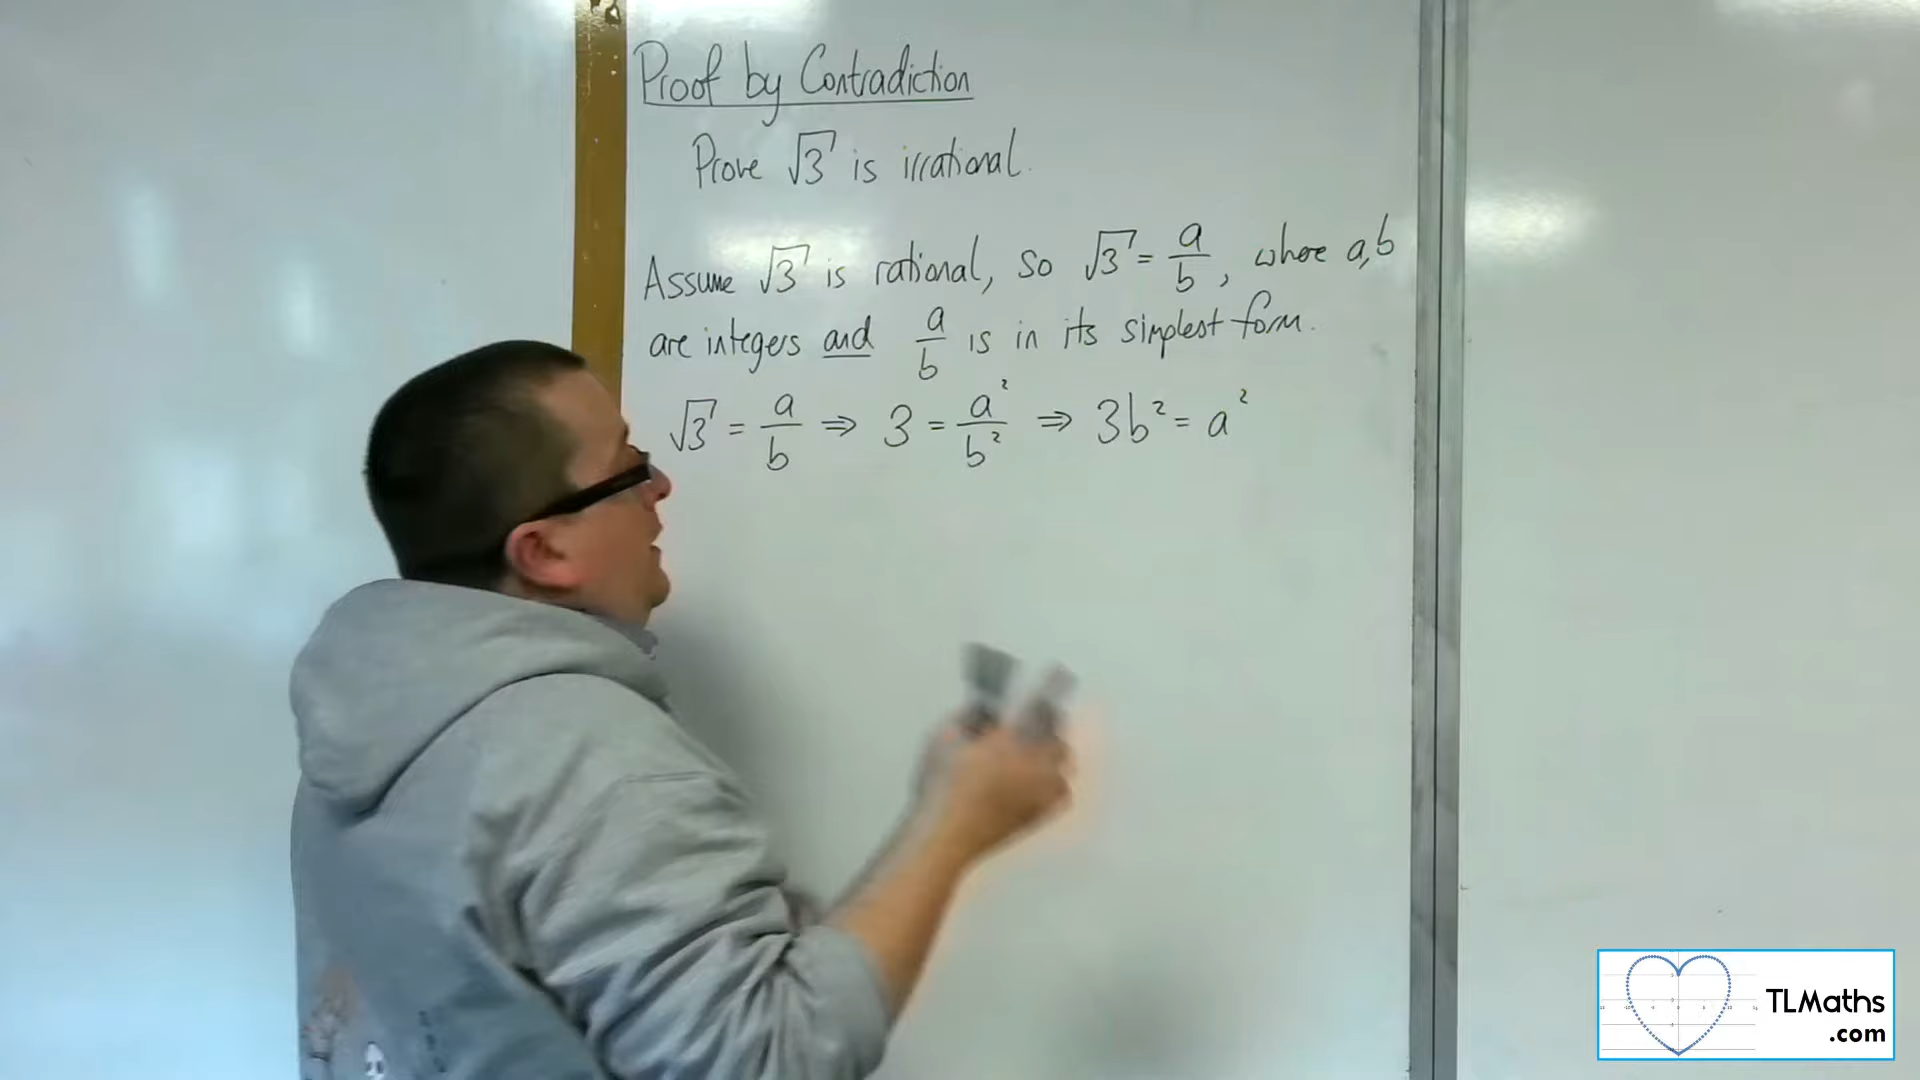 Proof by Contradiction
Prove √3 is irrational.
Assume √3 is rational, so √3 = a/b, where a,b
are integers and a/b is in its simplest form.
√3 = a/b ⇒ 3 = a²/b² ⇒ 3b² = a²
TLMaths
.com